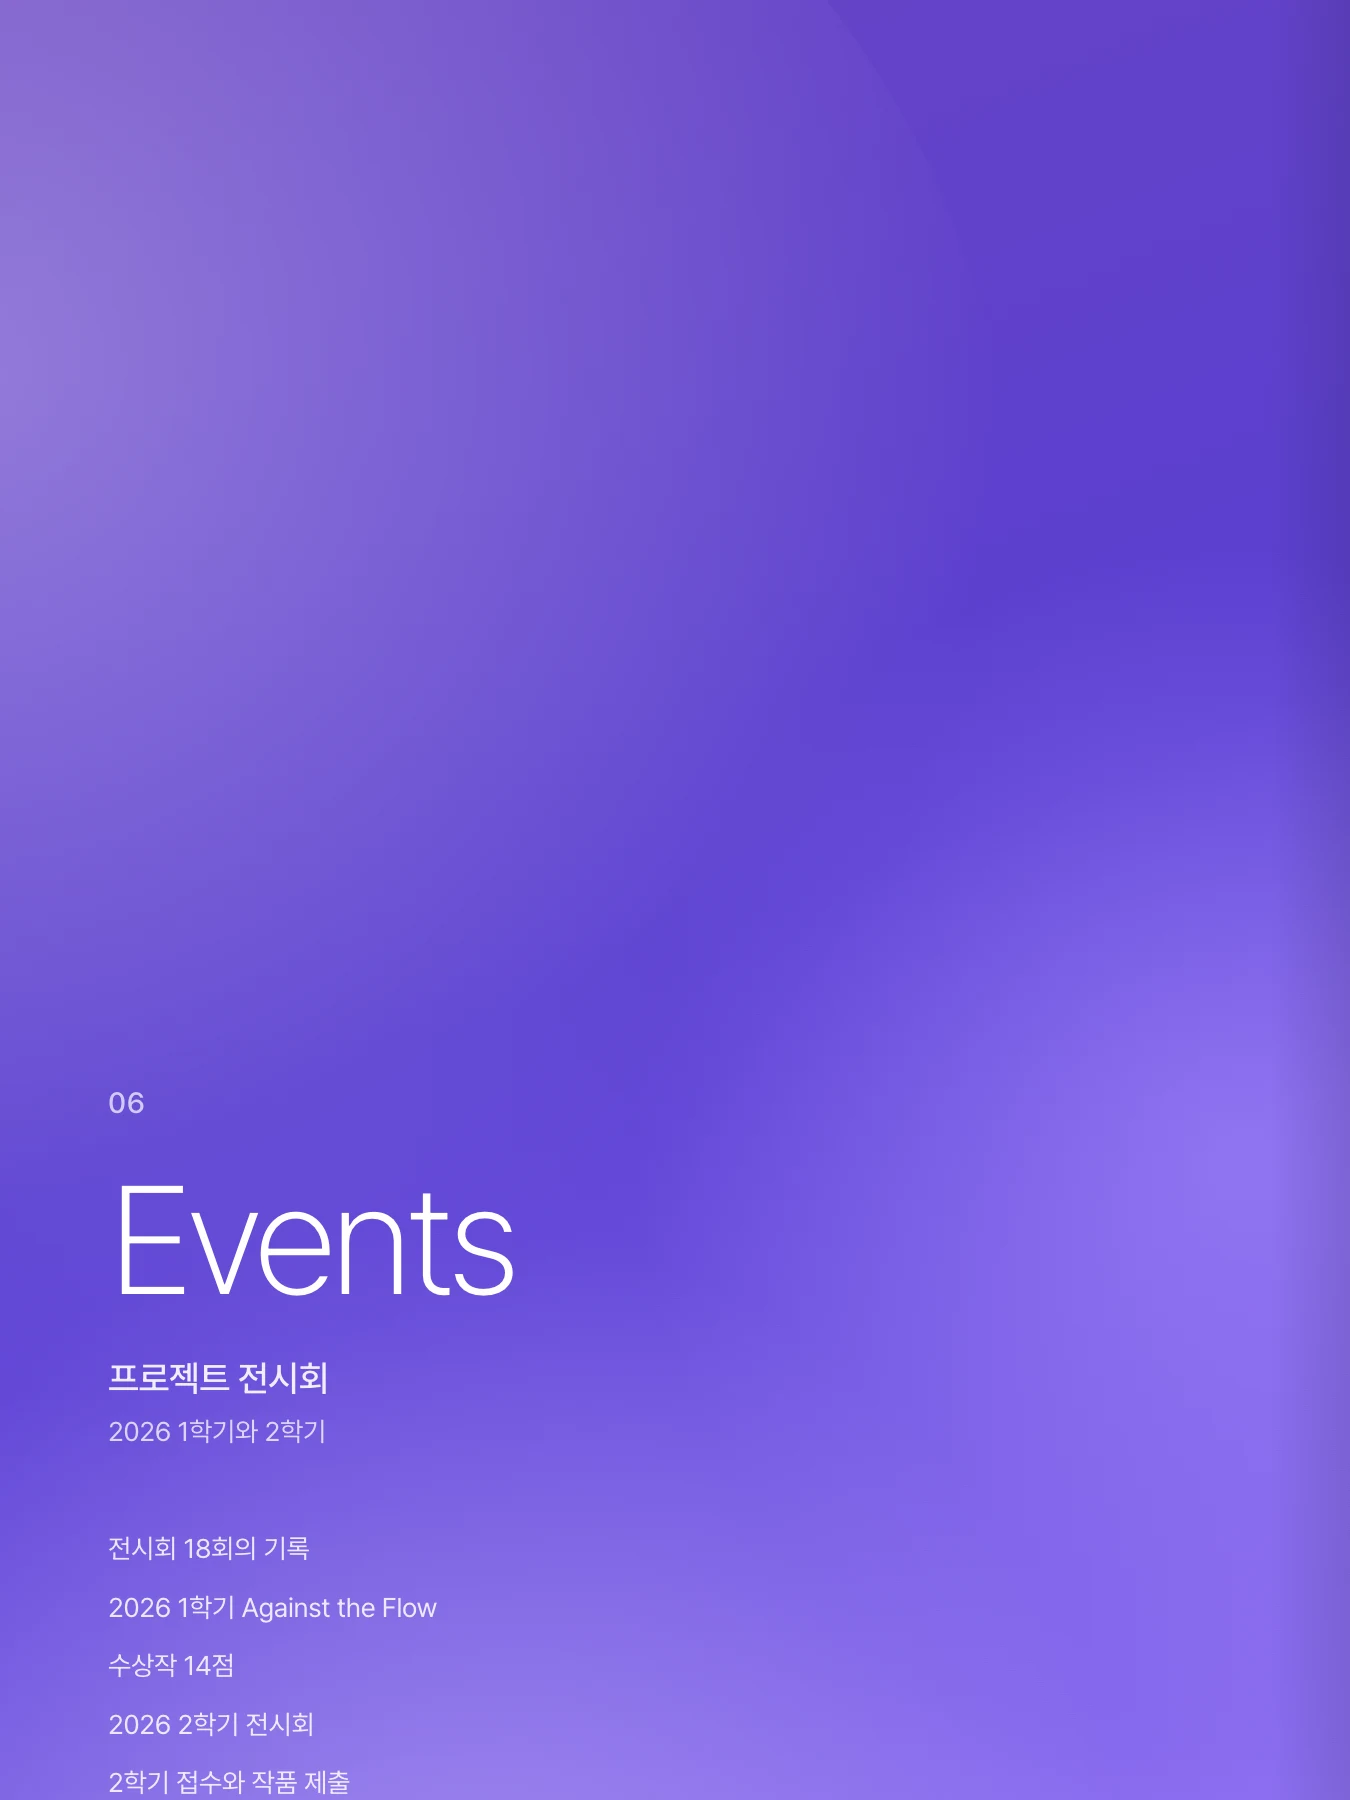 06
Events
프로젝트 전시회
2026 1학기와 2학기
전시회 18회의 기록
2026 1학기 Against the Flow
수상작 14점
2026 2학기 전시회
2학기 접수와 작품 제출